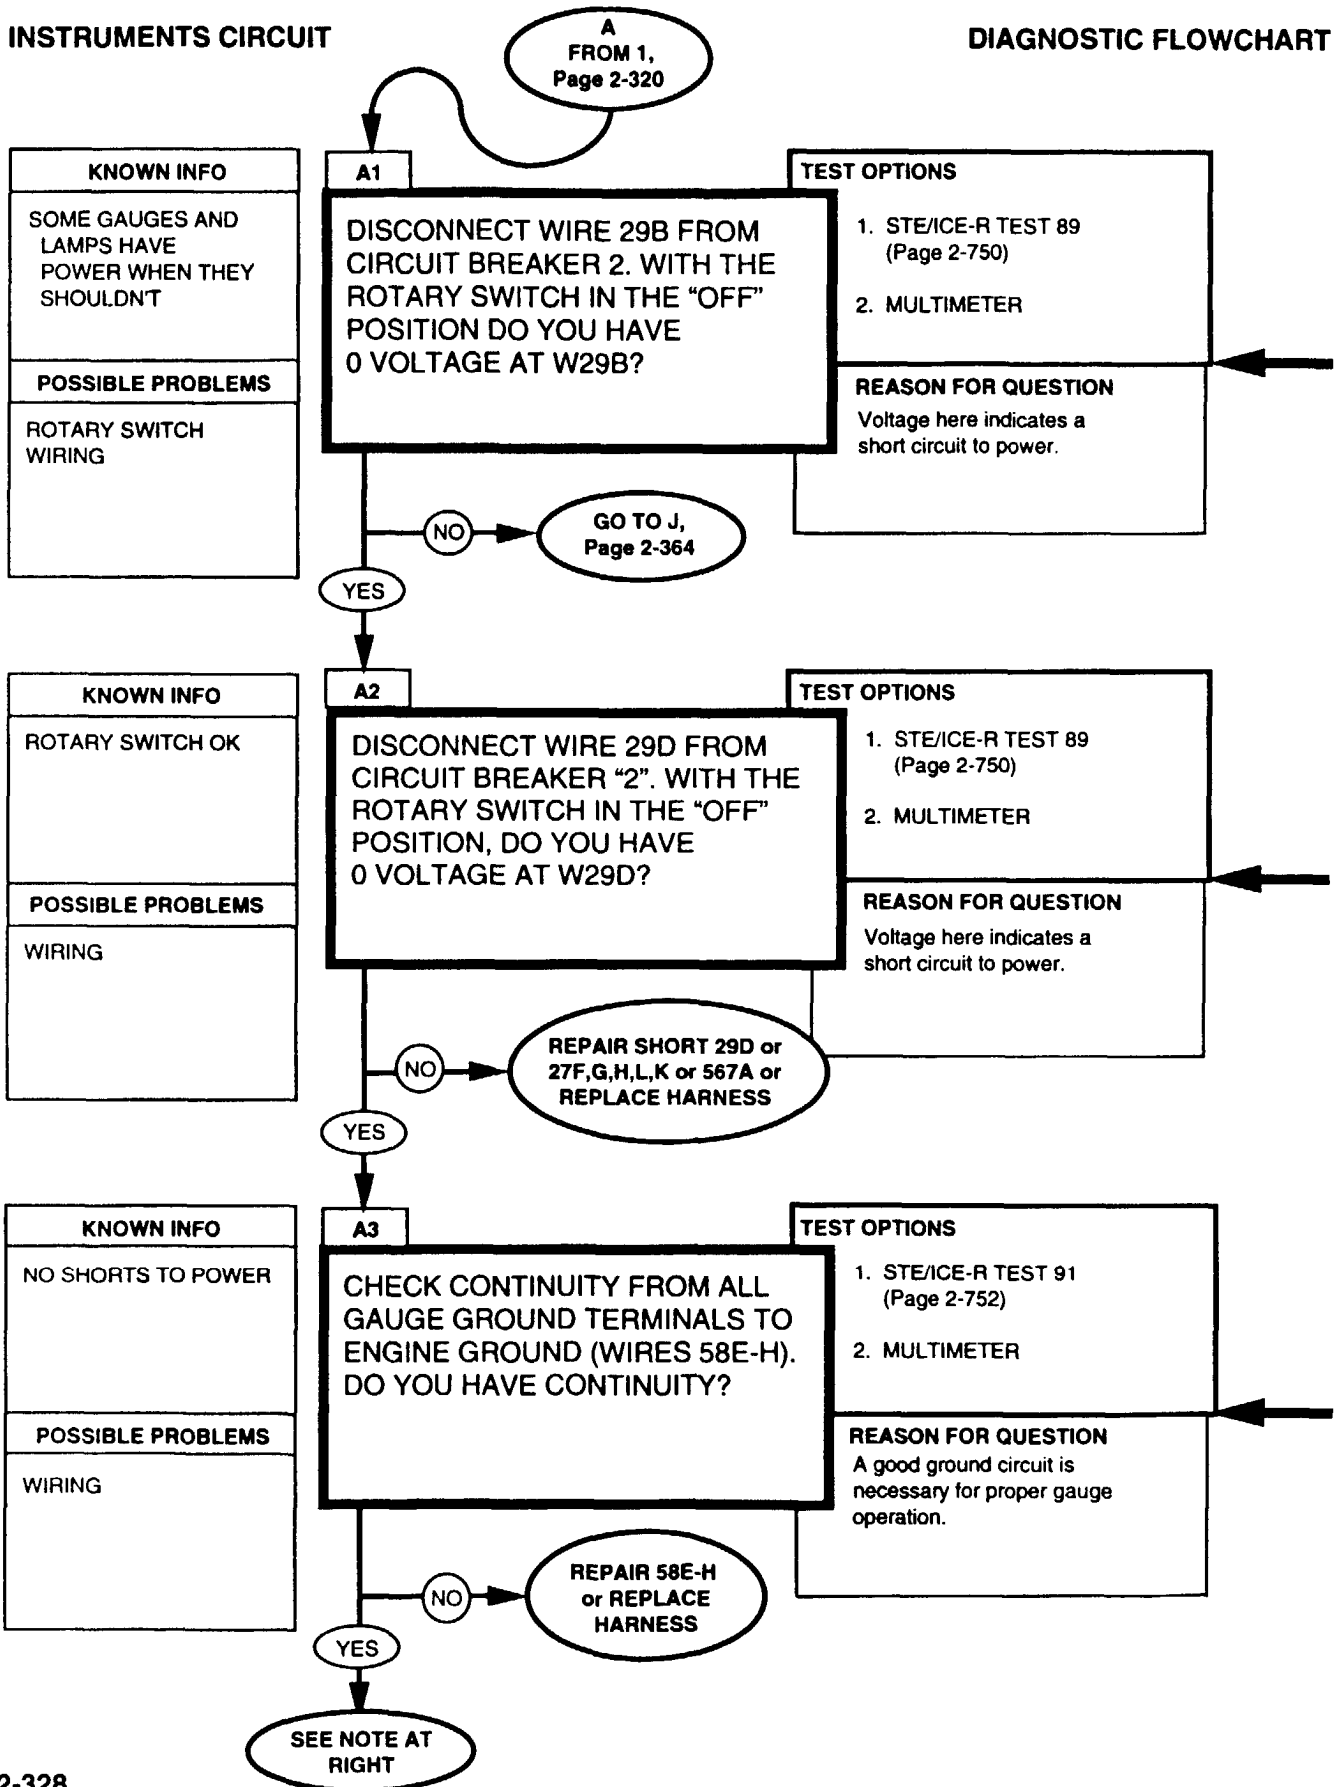 INSTRUMENTS CIRCUIT
DIAGNOSTIC FLOWCHART
A
FROM 1,
Page 2-320
KNOWN INFO
SOME GAUGES AND
LAMPS HAVE
POWER WHEN THEY
SHOULDN'T
POSSIBLE PROBLEMS
ROTARY SWITCH
WIRING
A1
DISCONNECT WIRE 29B FROM
CIRCUIT BREAKER 2. WITH THE
ROTARY SWITCH IN THE “OFF”
POSITION DO YOU HAVE
0 VOLTAGE AT W29B?
TEST OPTIONS
1. STE/ICE-R TEST 89
(Page 2-750)
2. MULTIMETER
REASON FOR QUESTION
Voltage here indicates a
short circuit to power.
NO
GO TO J,
Page 2-364
YES
KNOWN INFO
ROTARY SWITCH OK
POSSIBLE PROBLEMS
WIRING
A2
DISCONNECT WIRE 29D FROM
CIRCUIT BREAKER “2”. WITH THE
ROTARY SWITCH IN THE “OFF”
POSITION, DO YOU HAVE
0 VOLTAGE AT W29D?
TEST OPTIONS
1. STE/ICE-R TEST 89
(Page 2-750)
2. MULTIMETER
REASON FOR QUESTION
Voltage here indicates a
short circuit to power.
NO
REPAIR SHORT 29D or
27F,G,H,L,K or 567A or
REPLACE HARNESS
YES
KNOWN INFO
NO SHORTS TO POWER
POSSIBLE PROBLEMS
WIRING
A3
CHECK CONTINUITY FROM ALL
GAUGE GROUND TERMINALS TO
ENGINE GROUND (WIRES 58E-H).
DO YOU HAVE CONTINUITY?
TEST OPTIONS
1. STE/ICE-R TEST 91
(Page 2-752)
2. MULTIMETER
REASON FOR QUESTION
A good ground circuit is
necessary for proper gauge
operation.
NO
REPAIR 58E-H
or REPLACE
HARNESS
YES
SEE NOTE AT
RIGHT
2-328